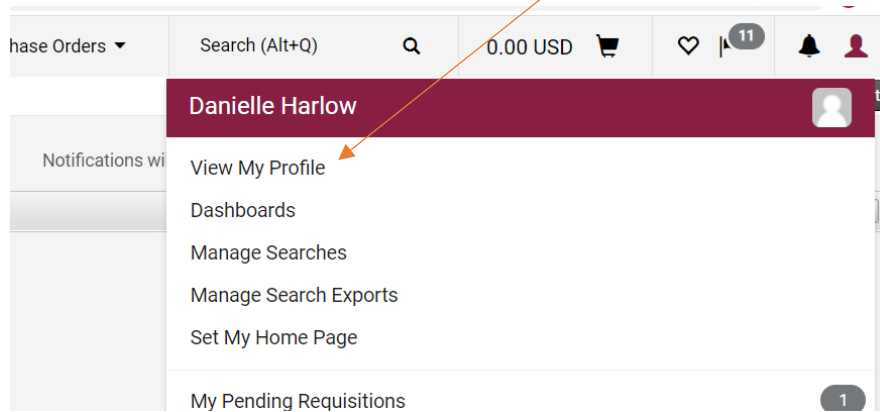 hase Orders
Search (Alt+Q)
0.00 USD
11
Danielle Harlow
Notifications wi
View My Profile
Dashboards
Manage Searches
Manage Search Exports
Set My Home Page
My Pending Requisitions
1